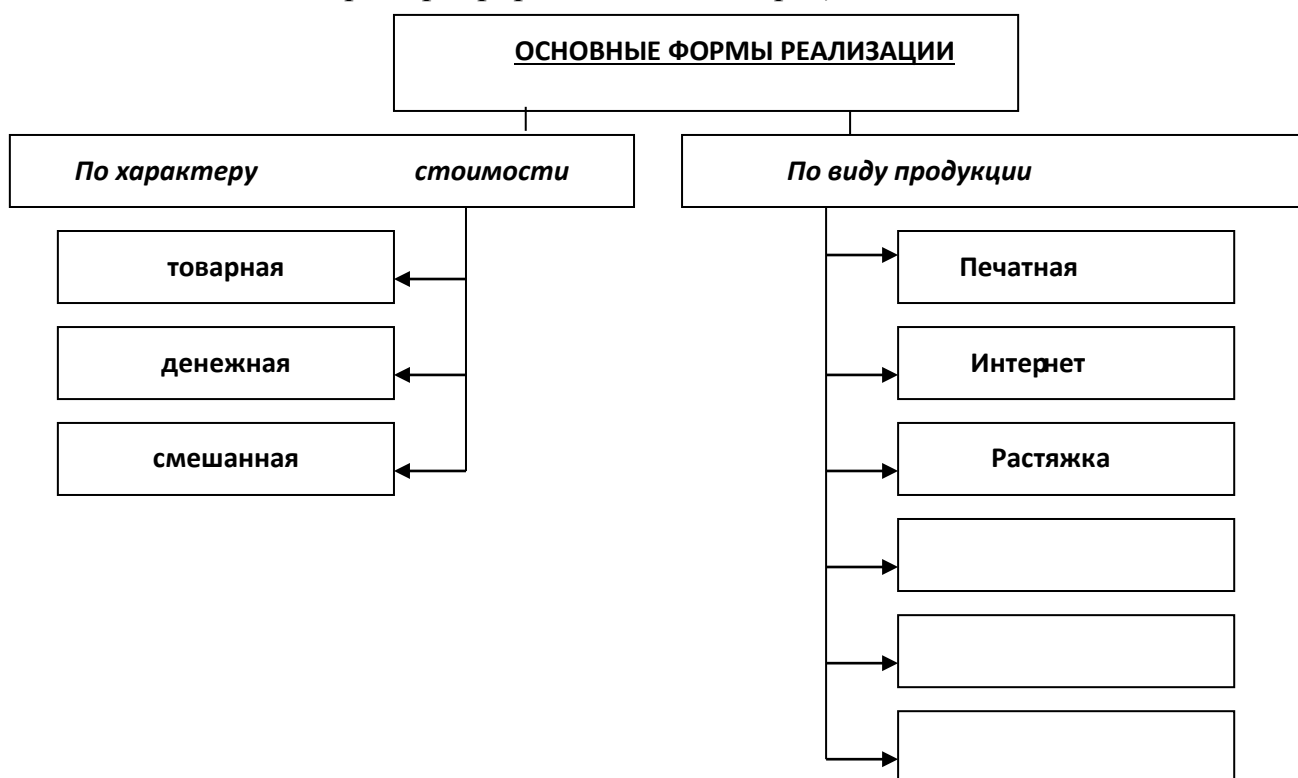 ОСНОВНЫЕ ФОРМЫ РЕАЛИЗАЦИИ
По характеру стоимости
По виду продукции
товарная
Печатная
денежная
Интернет
смешанная
Растяжка